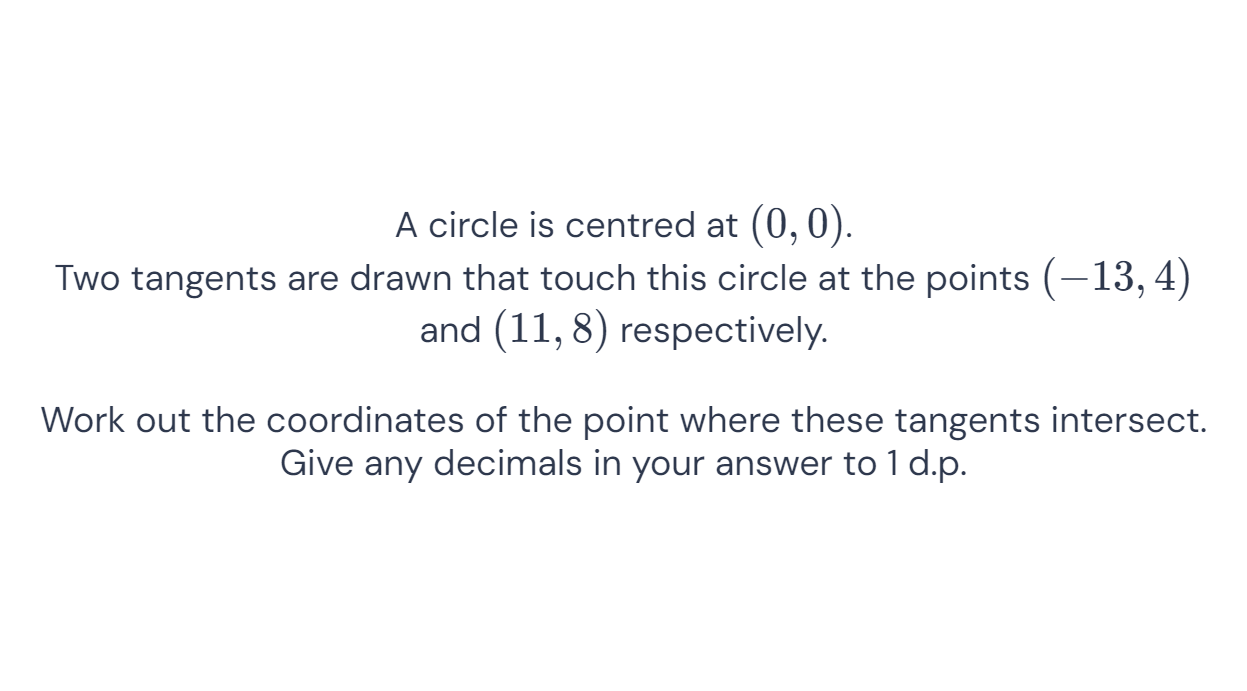 A circle is centred at (0, 0).
Two tangents are drawn that touch this circle at the points (−13, 4)
and (11, 8) respectively.
Work out the coordinates of the point where these tangents intersect.
Give any decimals in your answer to 1 d.p.